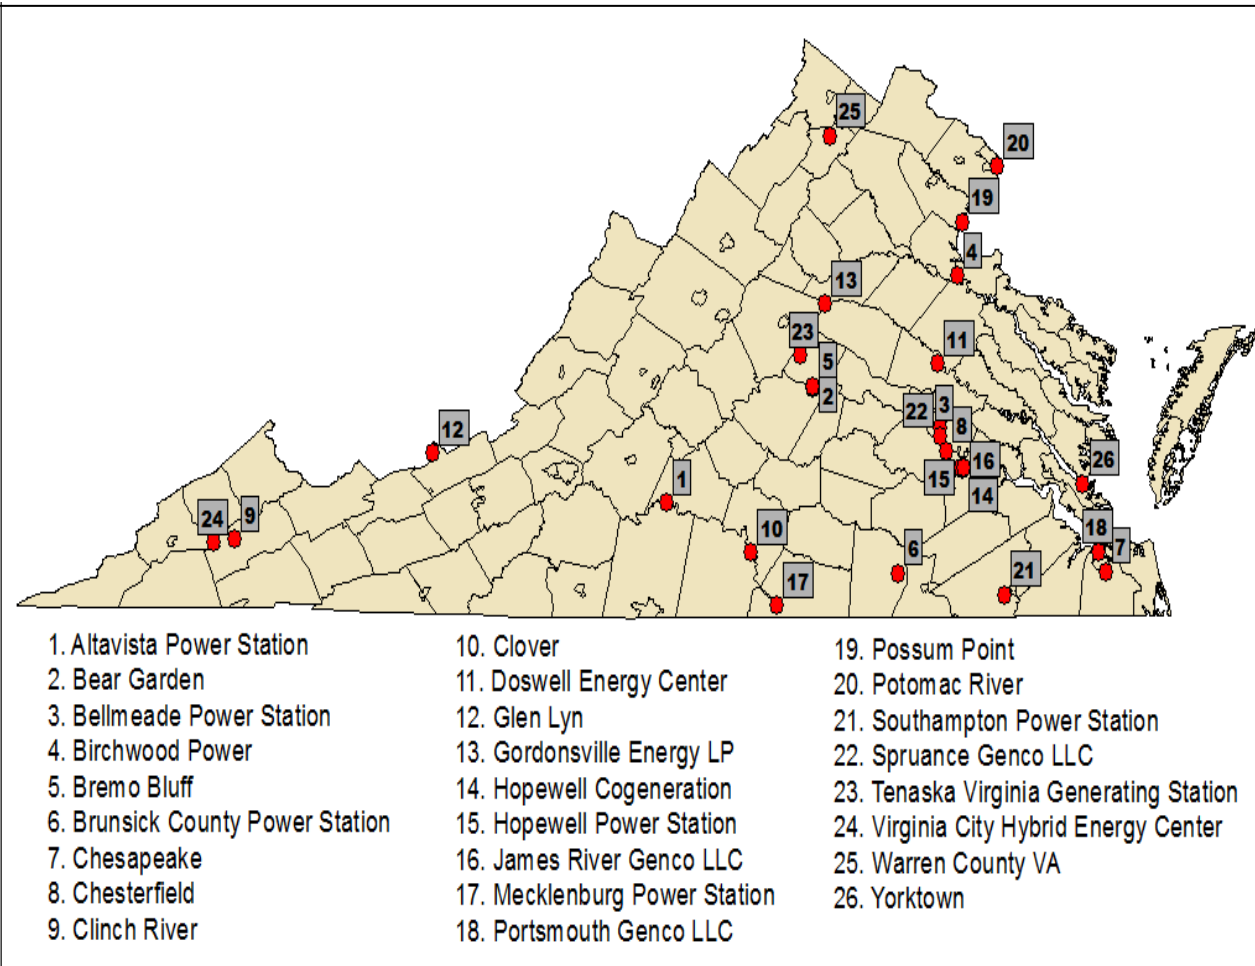 25
20
19
4
13
23
5
11
2
22
3
8
12
16
26
1
15
14
24
9
10
18
7
6
17
21
1. Altavista Power Station
2. Bear Garden
3. Bellmeade Power Station
4. Birchwood Power
5. Bremo Bluff
6. Brunsick County Power Station
7. Chesapeake
8. Chesterfield
9. Clinch River
10. Clover
11. Doswell Energy Center
12. Glen Lyn
13. Gordonsville Energy LP
14. Hopewell Cogeneration
15. Hopewell Power Station
16. James River Genco LLC
17. Mecklenburg Power Station
18. Portsmouth Genco LLC
19. Possum Point
20. Potomac River
21. Southampton Power Station
22. Spruance Genco LLC
23. Tenaska Virginia Generating Station
24. Virginia City Hybrid Energy Center
25. Warren County VA
26. Yorktown